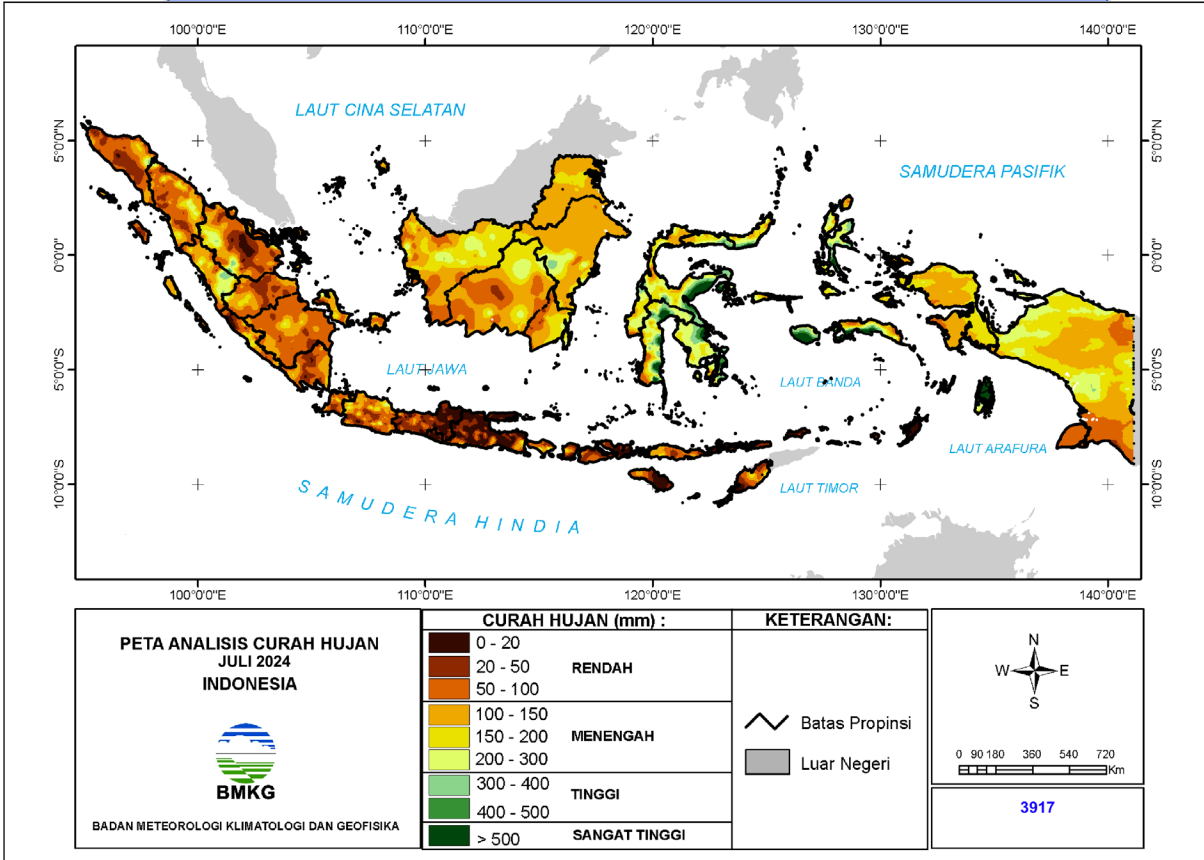 100°0'0"E 110°0'0"E 120°0'0"E 130°0'0"E 140°0'0"E
LAUT CINA SELATAN
SAMUDERA PASIFIK
5°0'0"N 5°0'0"N
0°0'0" 0°0'0"
5°0'0"S 5°0'0"S
10°0'0"S 10°0'0"S
LAUT JAWA
LAUT BANDA
LAUT ARAFURA
LAUT TIMOR
SAMUDERA HINDIA
100°0'0"E 110°0'0"E 120°0'0"E 130°0'0"E 140°0'0"E
PETA ANALISIS CURAH HUJAN
JULI 2024
INDONESIA
BMKG
BADAN METEOROLOGI KLIMATOLOGI DAN GEOFISIKA
CURAH HUJAN (mm) :
0 - 20
20 - 50
50 - 100
RENDAH
100 - 150
150 - 200
200 - 300
MENENGAH
300 - 400
400 - 500
TINGGI
> 500
SANGAT TINGGI
KETERANGAN:
Batas Propinsi
Luar Negeri
N
W E
S
0 90 180 360 540 720
Km
3917